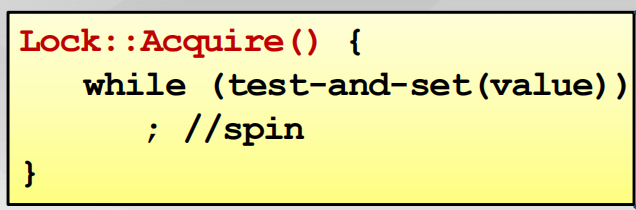 Lock::Acquire() {
while (test-and-set(value))
; //spin
}